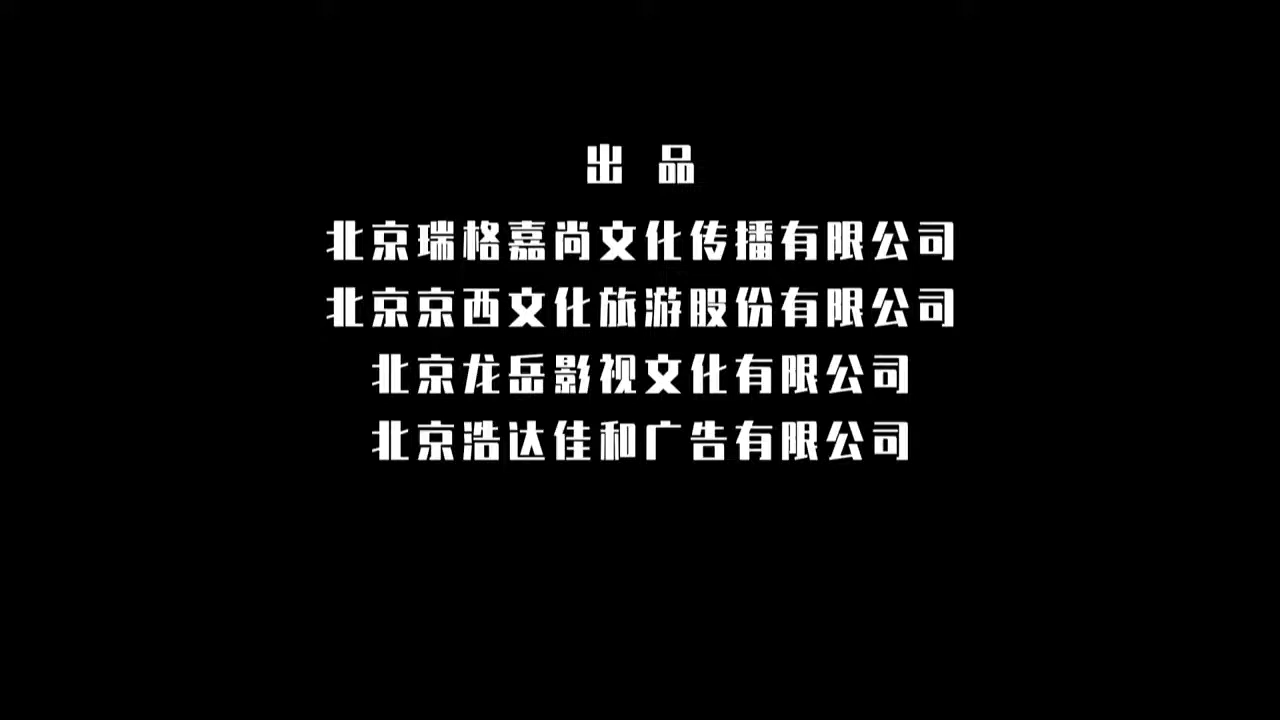 出 品
北京瑞格嘉尚文化传播有限公司
北京京西文化旅游股份有限公司
北京龙岳影视文化有限公司
北京浩达佳和广告有限公司